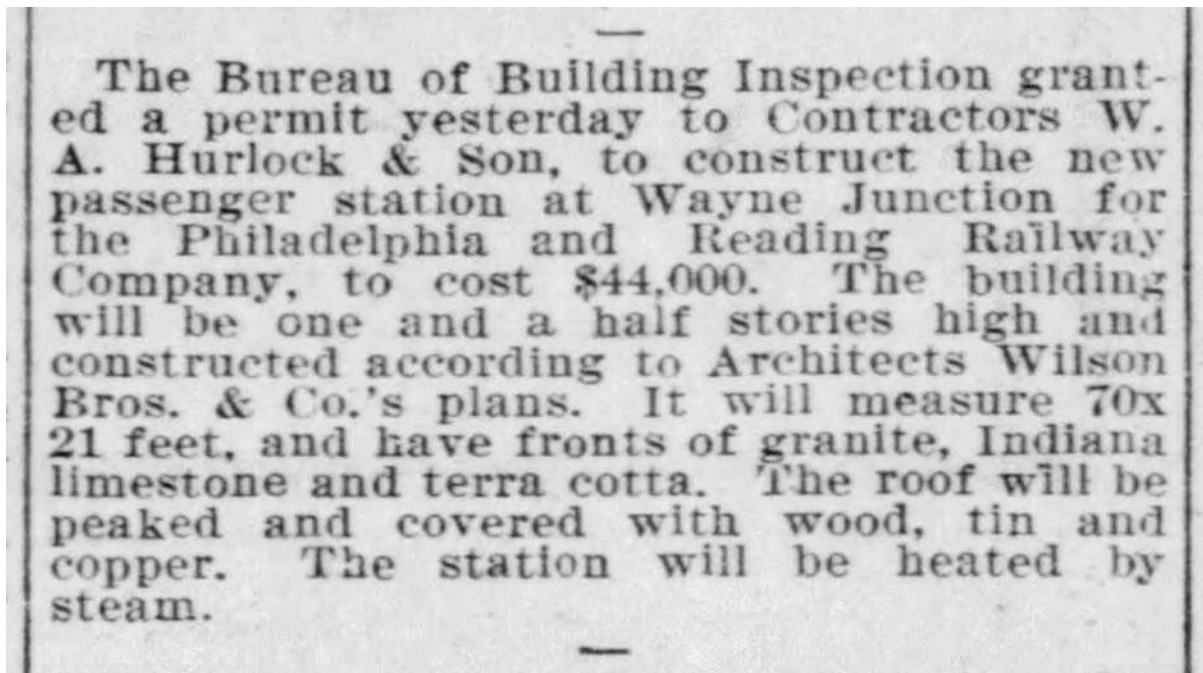 The Bureau of Building Inspection grant-
ed a permit yesterday to Contractors W.
A. Hurlock & Son, to construct the new
passenger station at Wayne Junction for
the Philadelphia and Reading Railway
Company, to cost $44,000. The building
will be one and a half stories high and
constructed according to Architects Wilson
Bros. & Co.'s plans. It will measure 70x
21 feet, and have fronts of granite, Indiana
limestone and terra cotta. The roof will be
peaked and covered with wood, tin and
copper. The station will be heated by
steam.